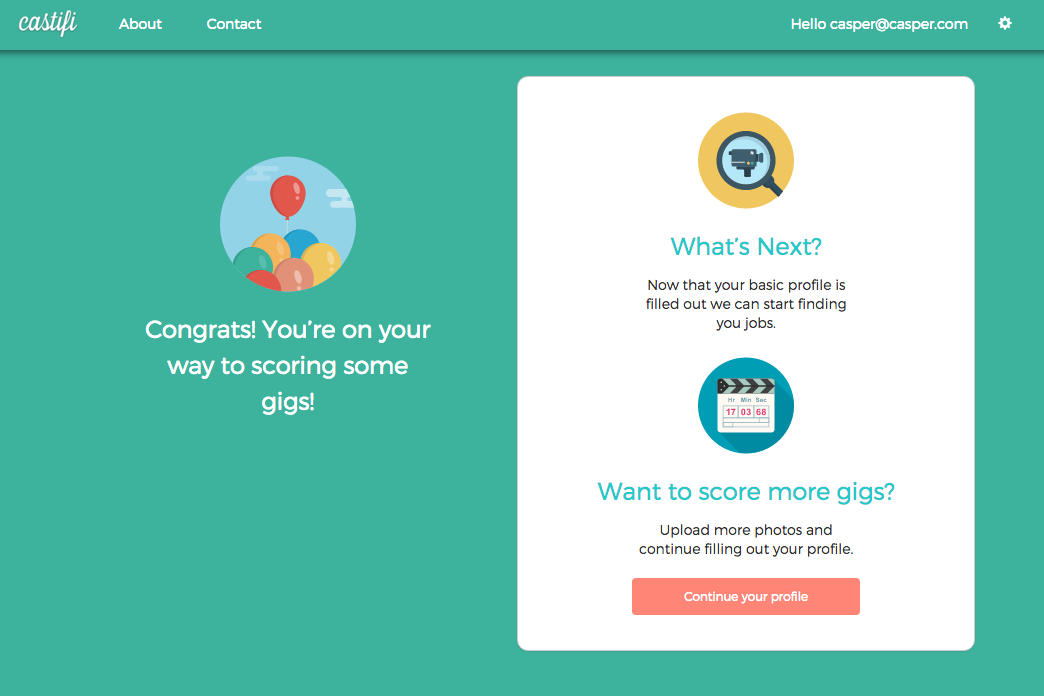 castifi
About
Contact
Hello casper@casper.com
Congrats! You're on your
way to scoring some
gigs!
What's Next?
Now that your basic profile is
filled out we can start finding
you jobs.
Hr Min Sec
17 03 68
Want to score more gigs?
Upload more photos and
continue filling out your profile.
Continue your profile